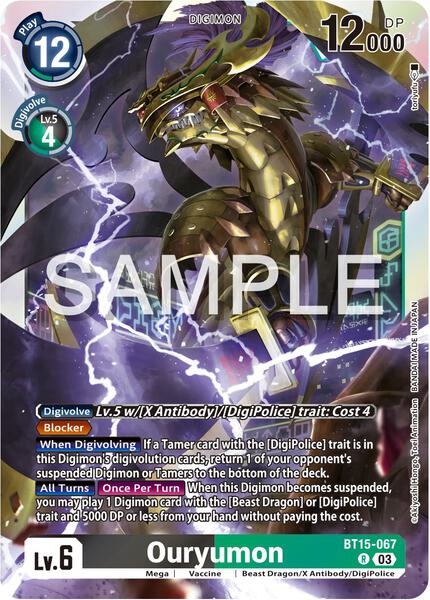 Play
12
DIGIMON
12000
DP
toriyufu
Digivolve
Lv.5
4
SAMPLE
Digivolve Lv.5 w/[X Antibody]/[DigiPolice] trait: Cost 4
Blocker
When Digivolving If a Tamer card with the [DigiPolice] trait is in
this Digimon's digivolution cards, return 1 of your opponent's
suspended Digimon or Tamers to the bottom of the deck.
All Turns Once Per Turn When this Digimon becomes suspended,
you may play 1 Digimon card with the [Beast Dragon] or [DigiPolice]
trait and 5000 DP or less from your hand without paying the cost.
©Akiyoshi Hongo, Toei Animation BANDAI MADE IN JAPAN
Lv.6
Ouryumon
BT15-067
R 03
Mega | Vaccine | Beast Dragon/X Antibody/DigiPolice